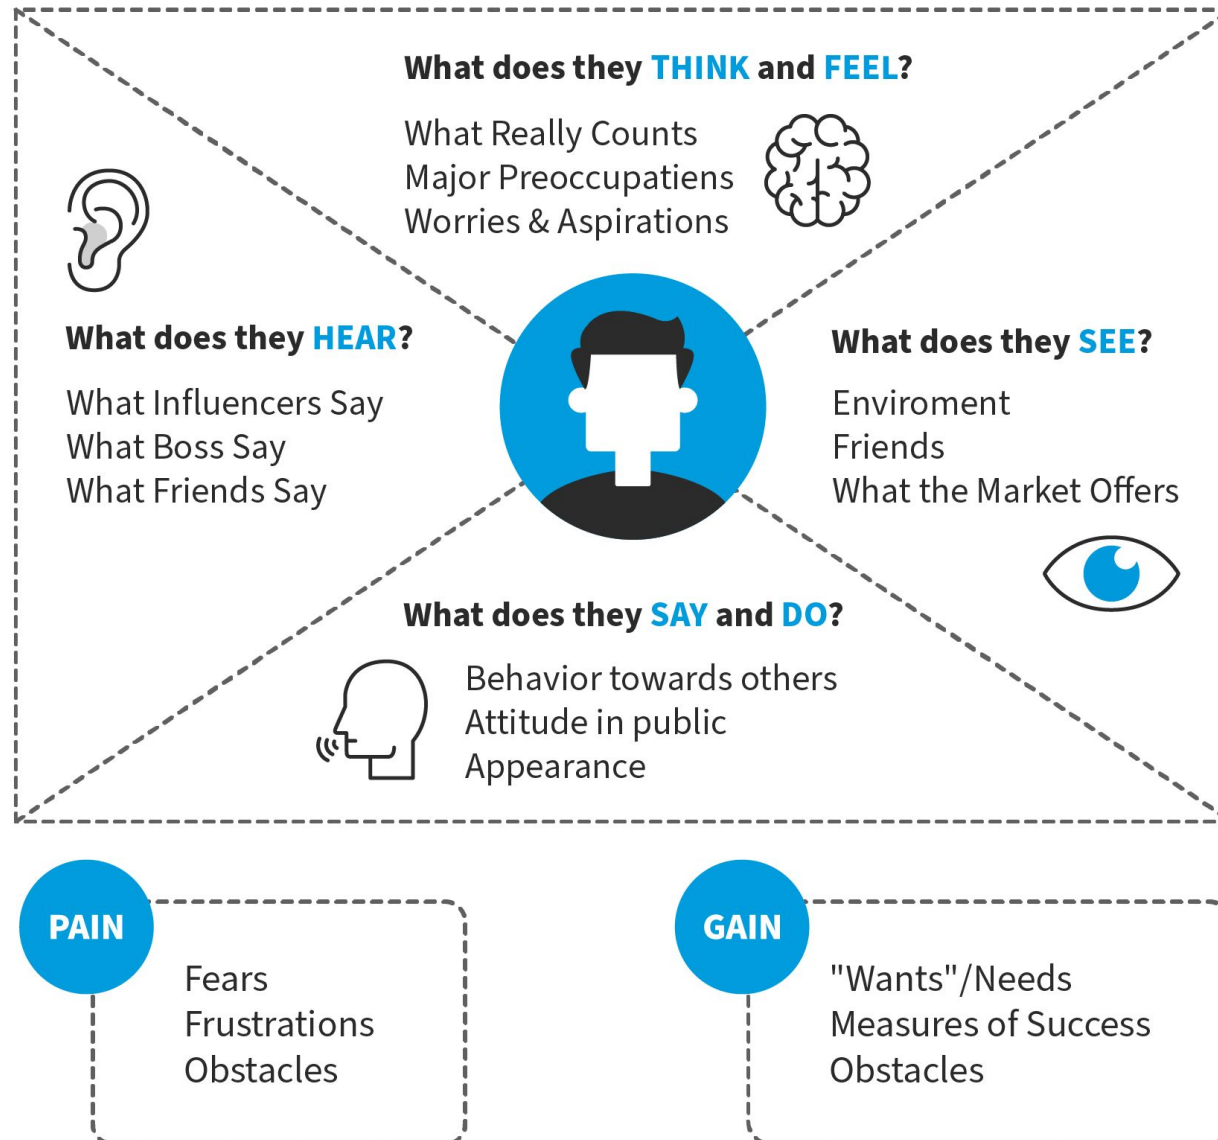 What does they THINK and FEEL?
What Really Counts
Major Preoccupatiens
Worries & Aspirations
What does they HEAR?
What Influencers Say
What Boss Say
What Friends Say
What does they SEE?
Enviroment
Friends
What the Market Offers
What does they SAY and DO?
Behavior towards others
Attitude in public
Appearance
PAIN
Fears
Frustrations
Obstacles
GAIN
"Wants"/Needs
Measures of Success
Obstacles